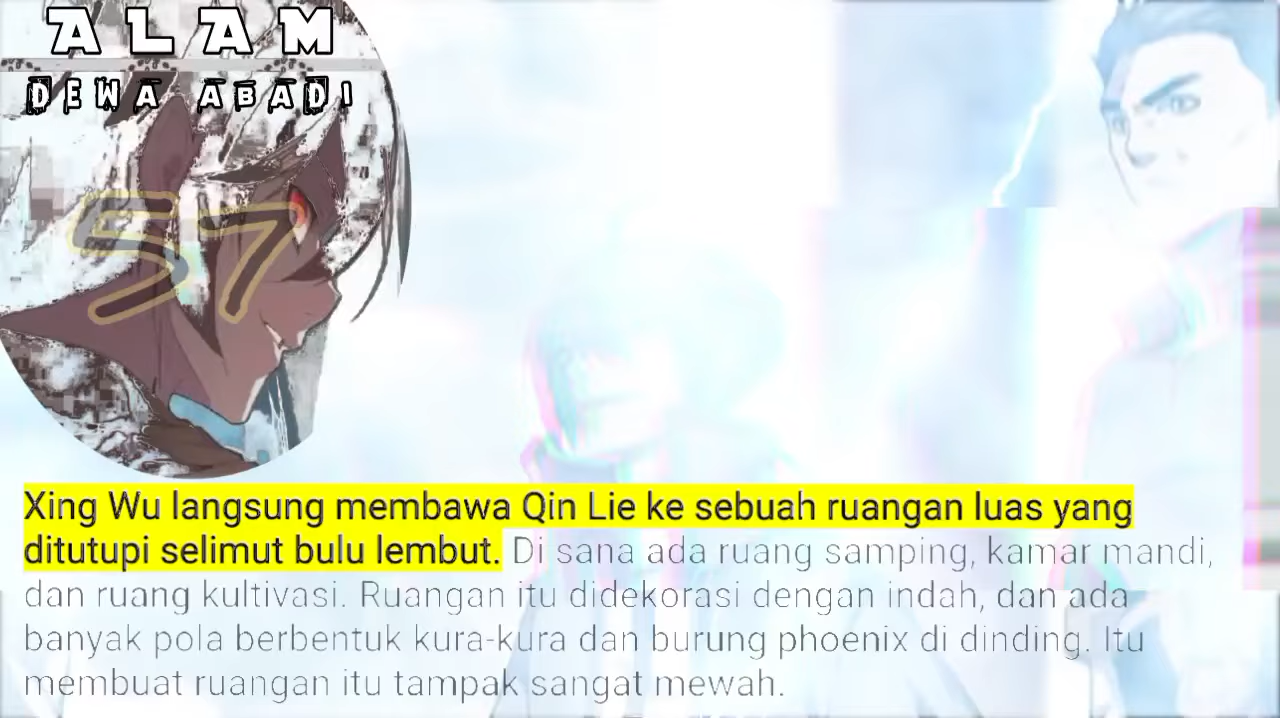 ALAM
DEWA ABADI
57
Xing Wu langsung membawa Qin Lie ke sebuah ruangan luas yang
ditutupi selimut bulu lembut. Di sana ada ruang samping, kamar mandi,
dan ruang kultivasi. Ruangan itu didekorasi dengan indah, dan ada
banyak pola berbentuk kura-kura dan burung phoenix di dinding. Itu
membuat ruangan itu tampak sangat mewah.